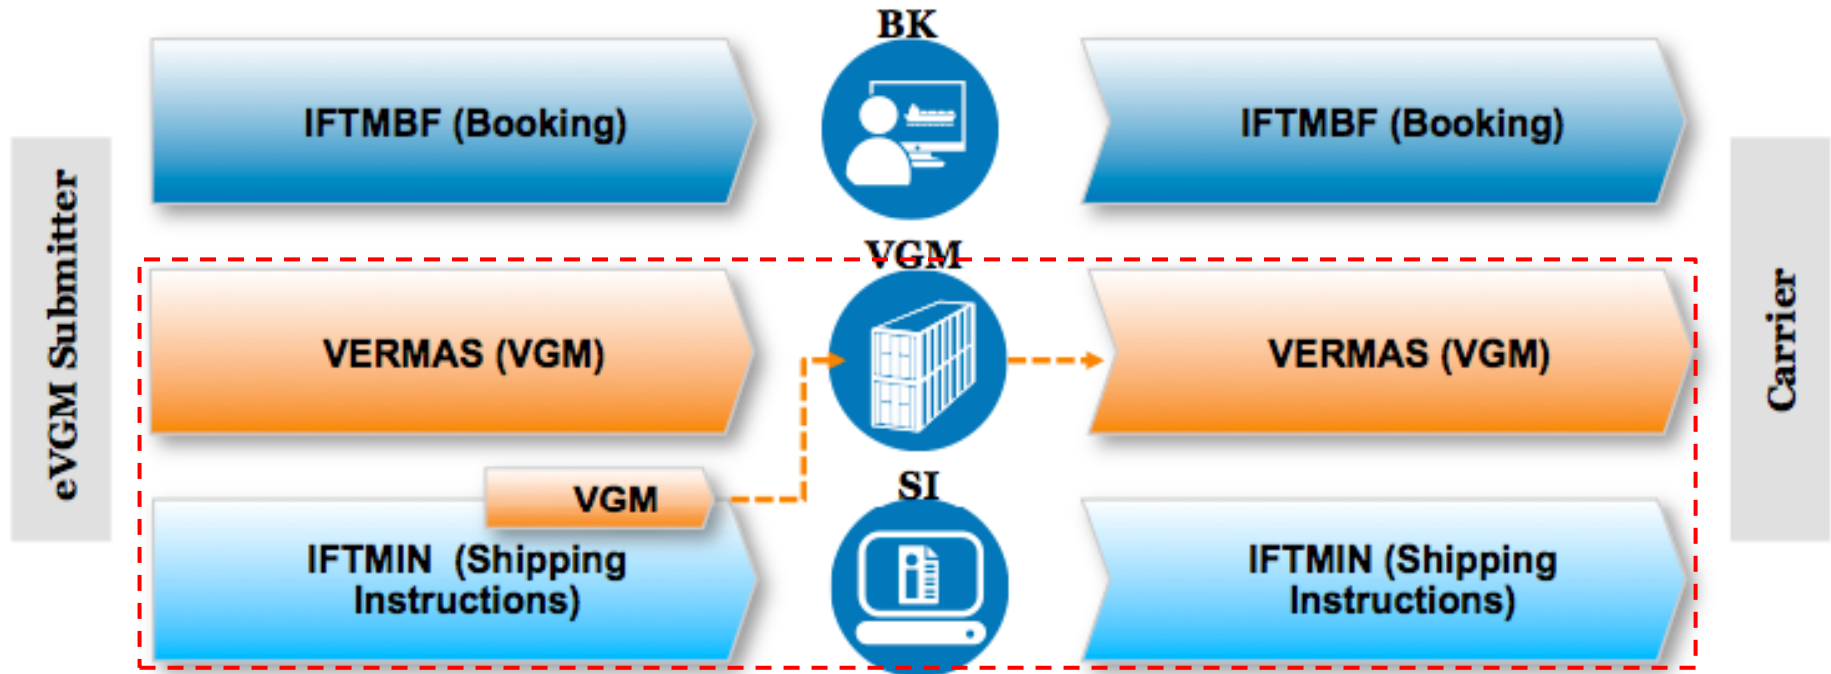 BK
IFTMBF (Booking)
IFTMBF (Booking)
eVGM Submitter
VGM
VERMAS (VGM)
VERMAS (VGM)
Carrier
VGM
SI
IFTMIN (Shipping
Instructions)
IFTMIN (Shipping
Instructions)